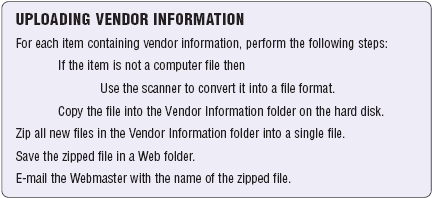 UPLOADING VENDOR INFORMATION
For each item containing vendor information, perform the following steps:
If the item is not a computer file then
Use the scanner to convert it into a file format.
Copy the file into the Vendor Information folder on the hard disk.
Zip all new files in the Vendor Information folder into a single file.
Save the zipped file in a Web folder.
E-mail the Webmaster with the name of the zipped file.